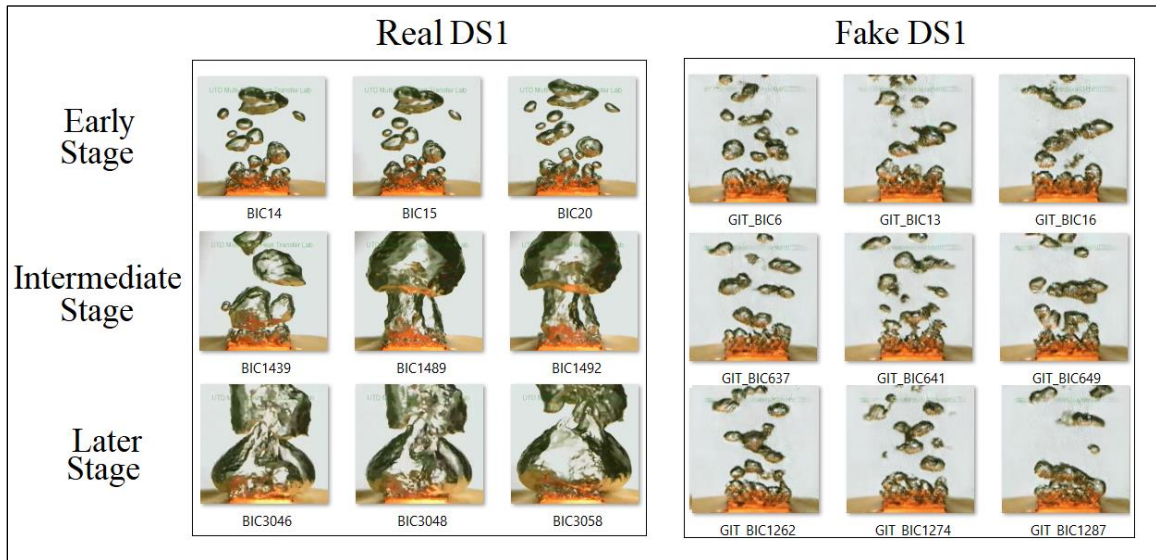 Real DS1
Fake DS1
Early
Stage
BIC14
BIC15
BIC20
GIT_BIC6
GIT_BIC13
GIT_BIC16
Intermediate
Stage
BIC1439
BIC1489
BIC1492
GIT_BIC637
GIT_BIC641
GIT_BIC649
Later
Stage
BIC3046
BIC3048
BIC3058
GIT_BIC1262
GIT_BIC1274
GIT_BIC1287